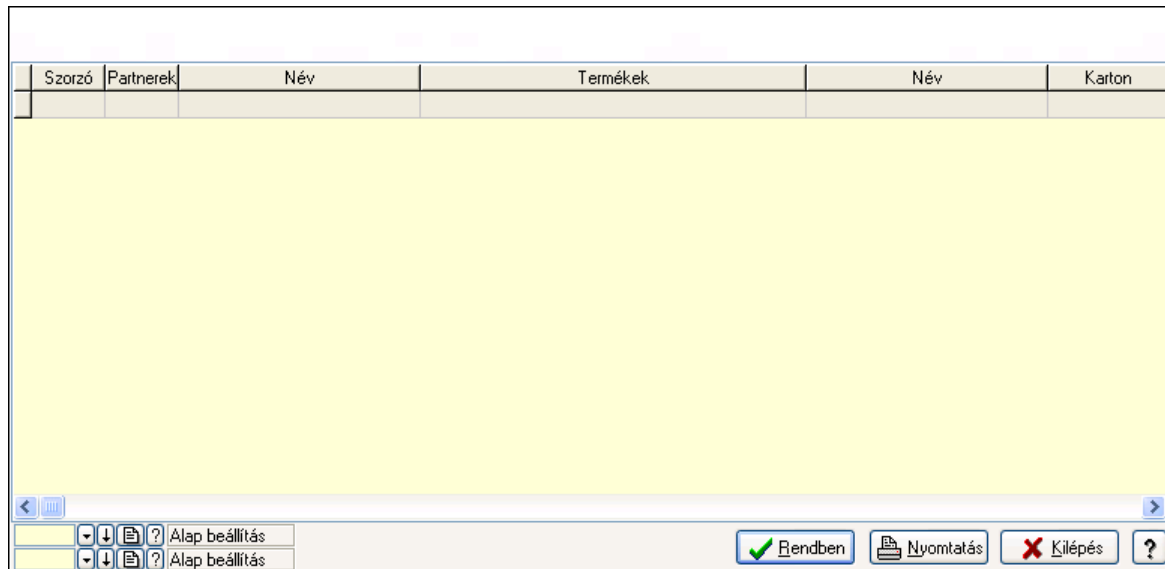 Szorzó Partnerek Név Termékek Név Karton
? Alap beállítás
? Alap beállítás
Rendben Nyomtatás Kilépés ?